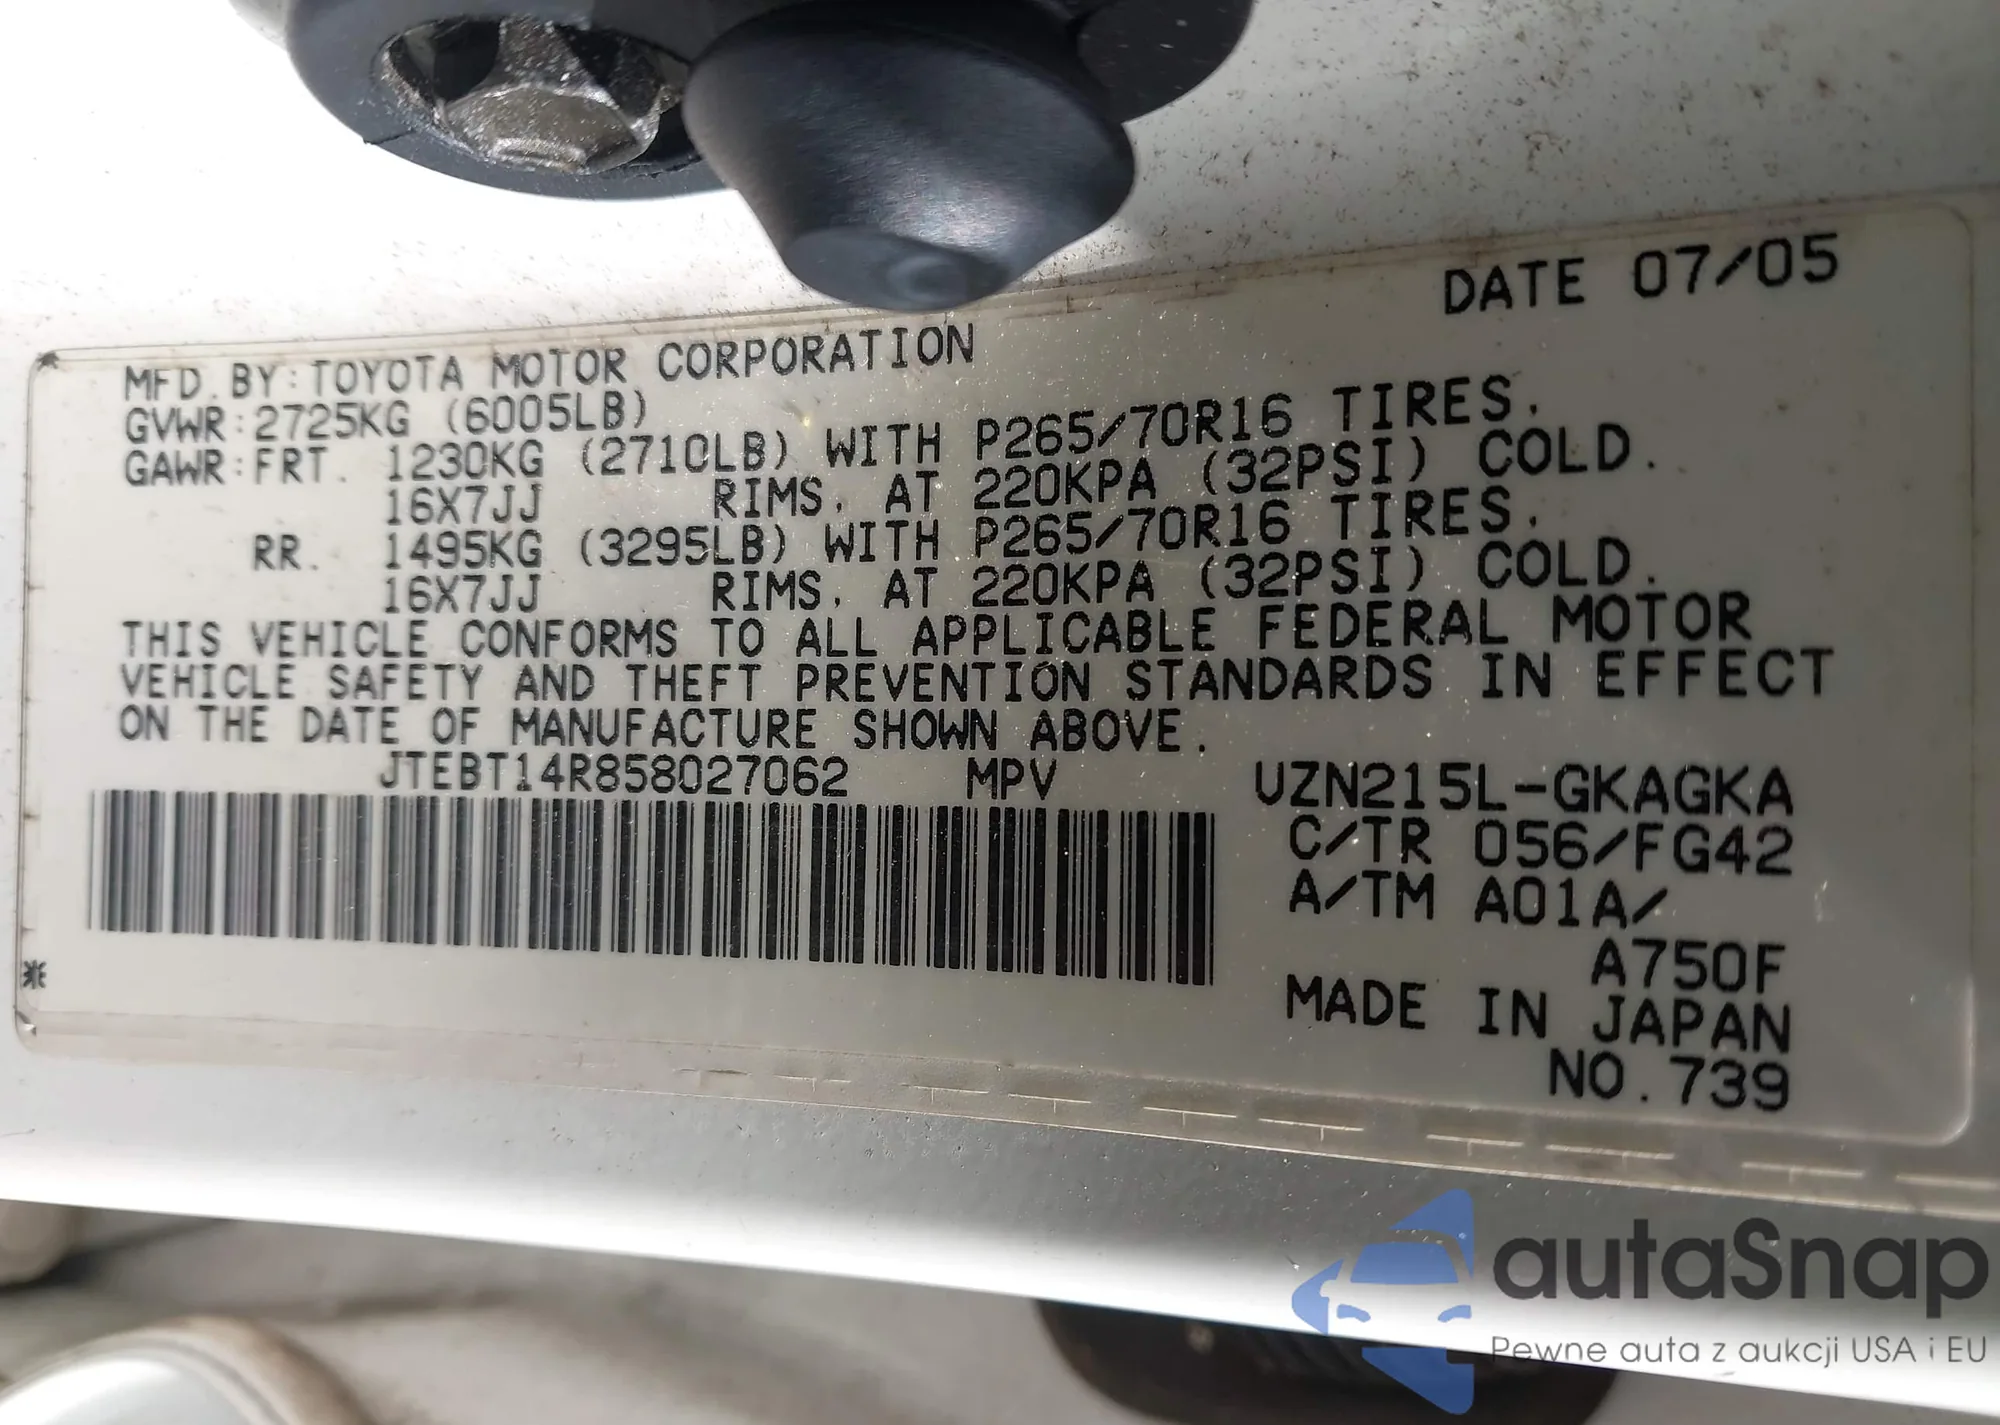 DATE 07/05
MFD. BY: TOYOTA MOTOR CORPORATION
GVWR: 2725KG (6005LB)
GAWR: FRT. 1230KG (2710LB) WITH P265/70R16 TIRES.
16X7JJ RIMS, AT 220KPA (32PSI) COLD.
RR. 1495KG (3295LB) WITH P265/70R16 TIRES.
16X7JJ RIMS, AT 220KPA (32PSI) COLD.
THIS VEHICLE CONFORMS TO ALL APPLICABLE FEDERAL MOTOR
VEHICLE SAFETY AND THEFT PREVENTION STANDARDS IN EFFECT
ON THE DATE OF MANUFACTURE SHOWN ABOVE.
JTEBT14R858027062 MPV UZN215L-GKAGKA
C/TR 056/FG42
A/TM A01A/
A750F
MADE IN JAPAN
NO.739
autaSnap
Pewne auta z aukcji USA i EU